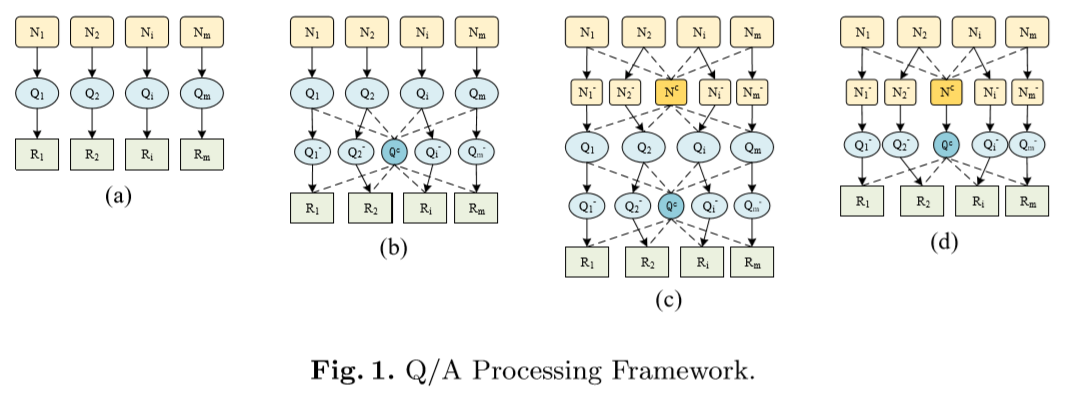 N₁ N₂ Nᵢ Nₘ
Q₁ Q₂ Qᵢ Qₘ
R₁ R₂ Rᵢ Rₘ
(a)
N₁ N₂ Nᵢ Nₘ
Q₁ Q₂ Qᵢ Qₘ
Q₁⁻ Q₂⁻ Qᶜ Qᵢ⁻ Qₘ⁻
R₁ R₂ Rᵢ Rₘ
(b)
N₁ N₂ Nᵢ Nₘ
N₁⁻ N₂⁻ Nᶜ Nᵢ⁻ Nₘ⁻
Q₁ Q₂ Qᵢ Qₘ
Q₁⁻ Q₂⁻ Qᶜ Qᵢ⁻ Qₘ⁻
R₁ R₂ Rᵢ Rₘ
(c)
N₁ N₂ Nᵢ Nₘ
N₁⁻ N₂⁻ Nᶜ Nᵢ⁻ Nₘ⁻
Q₁⁻ Q₂⁻ Qᶜ Qᵢ⁻ Qₘ⁻
R₁ R₂ Rᵢ Rₘ
(d)
Fig. 1. Q/A Processing Framework.